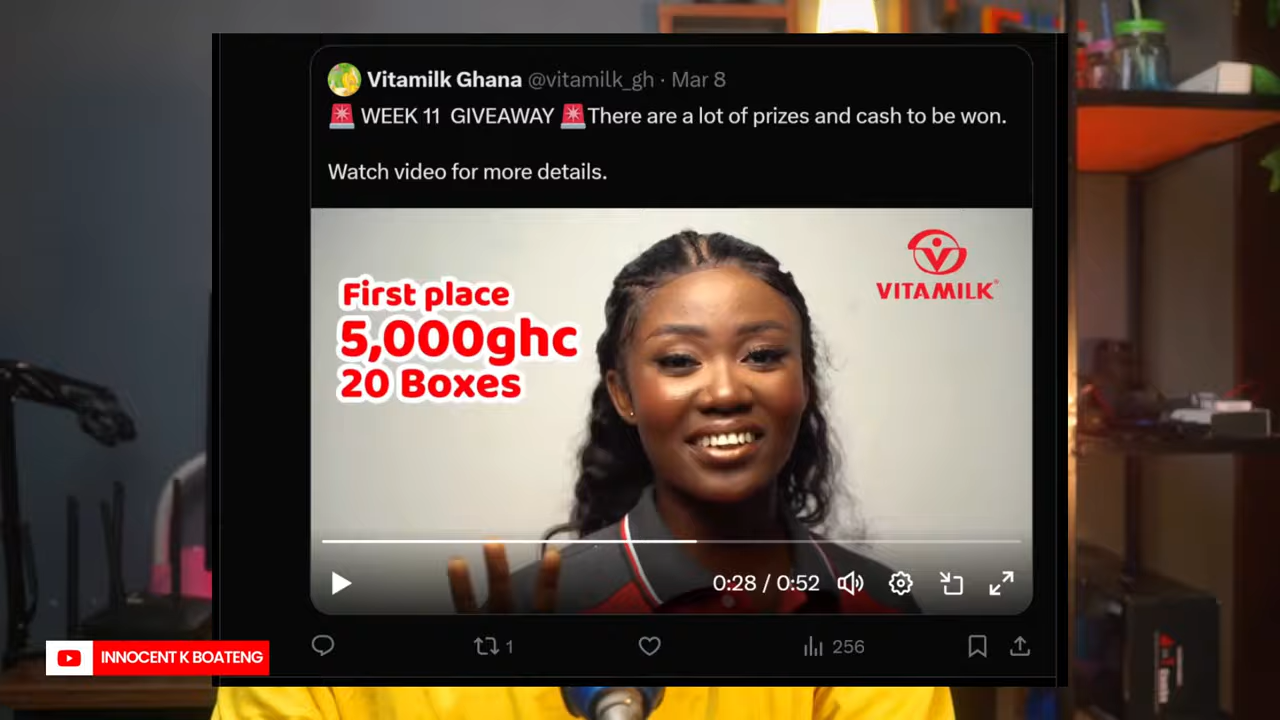 Vitamilk Ghana @vitamilk_gh · Mar 8
🚨 WEEK 11 GIVEAWAY 🚨There are a lot of prizes and cash to be won.
Watch video for more details.
First place
5,000ghc
20 Boxes
VITAMILK®
0:28 / 0:52
1
256
INNOCENT K BOATENG